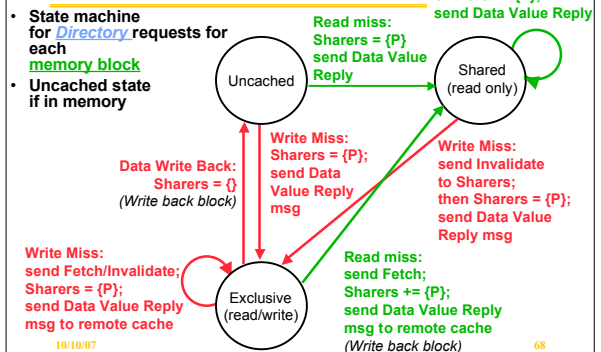 send Data Value Reply
• State machine
for Directory requests for
each
memory block
• Uncached state
if in memory
Read miss:
Sharers = {P}
send Data Value
Reply
Uncached
Shared
(read only)
Data Write Back:
Sharers = {}
(Write back block)
Write Miss:
Sharers = {P};
send Data
Value Reply
msg
Write Miss:
send Invalidate
to Sharers;
then Sharers = {P};
send Data Value
Reply msg
Write Miss:
send Fetch/Invalidate;
Sharers = {P};
send Data Value Reply
msg to remote cache
Exclusive
(read/write)
Read miss:
send Fetch;
Sharers += {P};
send Data Value Reply
msg to remote cache
(Write back block)
10/10/07
68